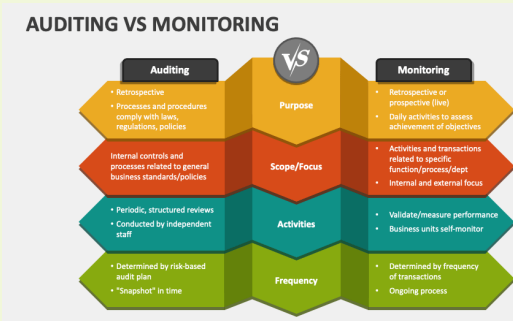 AUDITING VS MONITORING
VS
Auditing
Monitoring
• Retrospective
• Processes and procedures
comply with laws,
regulations, policies
Purpose
• Retrospective or
prospective (live)
• Daily activities to assess
achievement of objectives
Internal controls and
processes related to general
business standards/policies
Scope/Focus
• Activities and transactions
related to specific
function/process/dept
• Internal and external focus
• Periodic, structured reviews
• Conducted by independent
staff
Activities
• Validate/measure performance
• Business units self-monitor
• Determined by risk-based
audit plan
• "Snapshot" in time
Frequency
• Determined by frequency
of transactions
• Ongoing process